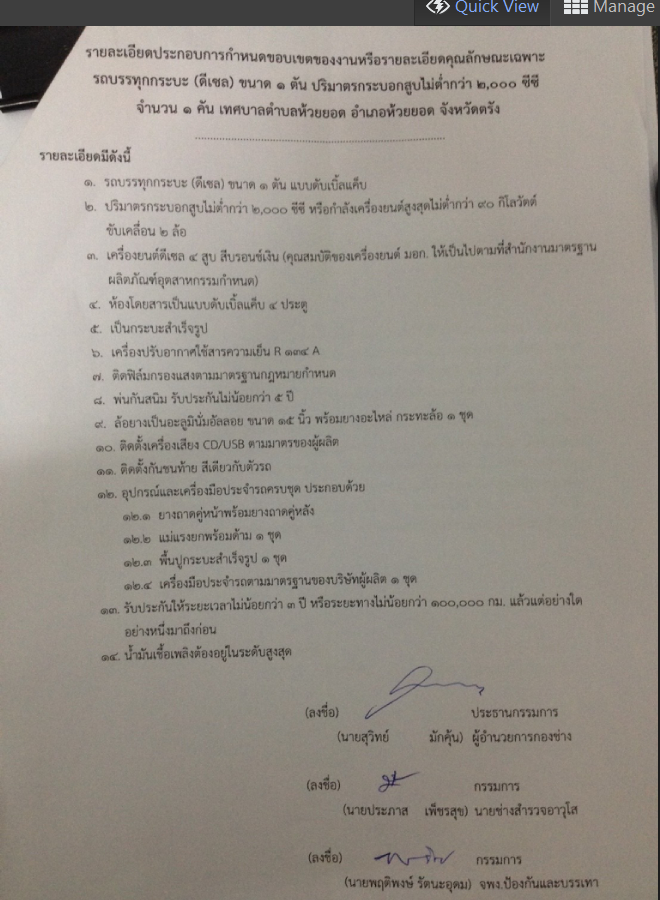 Quick View
Manage
รายละเอียดประกอบการกำหนดขอบเขตของงานหรือรายละเอียดคุณลักษณะเฉพาะ
รถบรรทุกกระบะ (ดีเซล) ขนาด ๑ ตัน ปริมาตรกระบอกสูบไม่ต่ำกว่า ๒,๐๐๐ ซีซี
จำนวน ๑ คัน เทศบาลตำบลห้วยยอด อำเภอห้วยยอด จังหวัดตรัง
รายละเอียดมีดังนี้
๑. รถบรรทุกกระบะ (ดีเซล) ขนาด ๑ ตัน แบบดับเบิ้ลแค็บ
๒. ปริมาตรกระบอกสูบไม่ต่ำกว่า ๒,๐๐๐ ซีซี หรือกำลังเครื่องยนต์สูงสุดไม่ต่ำกว่า ๙๐ กิโลวัตต์
ขับเคลื่อน ๒ ล้อ
๓. เครื่องยนต์ดีเซล ๔ สูบ สีบรอนซ์เงิน (คุณสมบัติของเครื่องยนต์ มอก. ให้เป็นไปตามที่สำนักงานมาตรฐาน
ผลิตภัณฑ์อุตสาหกรรมกำหนด)
๔. ห้องโดยสารเป็นแบบดับเบิ้ลแค็บ ๔ ประตู
๕. เป็นกระบะสำเร็จรูป
๖. เครื่องปรับอากาศใช้สารความเย็น R ๑๓๔ A
๗. ติดฟิล์มกรองแสงตามมาตรฐานกฎหมายกำหนด
๘. พ่นกันสนิม รับประกันไม่น้อยกว่า ๕ ปี
๙. ล้อยางเป็นอะลูมินั่มอัลลอย ขนาด ๑๕ นิ้ว พร้อมยางอะไหล่ กระทะล้อ ๑ ชุด
๑๐. ติดตั้งเครื่องเสียง CD/USB ตามมาตรของผู้ผลิต
๑๑. ติดตั้งกันชนท้าย สีเดียวกับตัวรถ
๑๒. อุปกรณ์และเครื่องมือประจำรถครบชุด ประกอบด้วย
๑๒.๑ ยางถาดคู่หน้าพร้อมยางถาดคู่หลัง
๑๒.๒ แม่แรงยกพร้อมด้าม ๑ ชุด
๑๒.๓ พื้นปูกระบะสำเร็จรูป ๑ ชุด
๑๒.๔ เครื่องมือประจำรถตามมาตรฐานของบริษัทผู้ผลิต ๑ ชุด
๑๓. รับประกันให้ระยะเวลาไม่น้อยกว่า ๓ ปี หรือระยะทางไม่น้อยกว่า ๑๐๐,๐๐๐ กม. แล้วแต่อย่างใด
อย่างหนึ่งมาถึงก่อน
๑๔. น้ำมันเชื้อเพลิงต้องอยู่ในระดับสูงสุด
(ลงชื่อ) ประธานกรรมการ
(นายสุวิทย์ มักคุ้น) ผู้อำนวยการกองช่าง
(ลงชื่อ) กรรมการ
(นายประภาส เพ็ชรสุข) นายช่างสำรวจอาวุโส
(ลงชื่อ) กรรมการ
(นายพฤติพงษ์ รัตนะอุดม) จพง.ป้องกันและบรรเทา